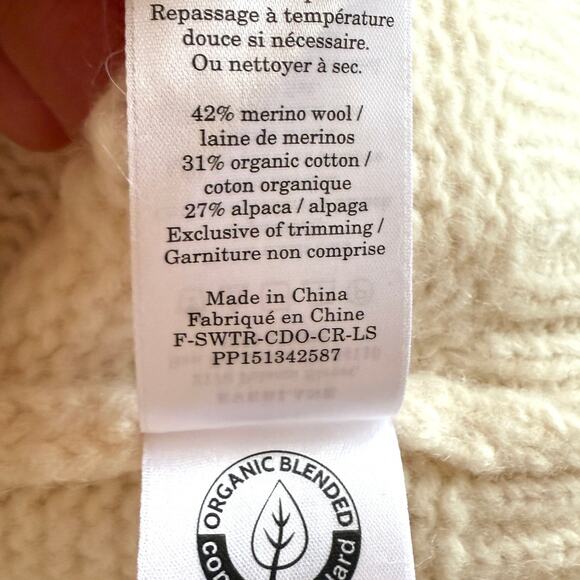 Repassage à température
douce si nécessaire.
Ou nettoyer à sec.
42% merino wool /
laine de merinos
31% organic cotton /
coton organique
27% alpaca / alpaga
Exclusive of trimming /
Garniture non comprise
Made in China
Fabriqué en Chine
F-SWTR-CDO-CR-LS
PP151342587
ORGANIC BLENDED